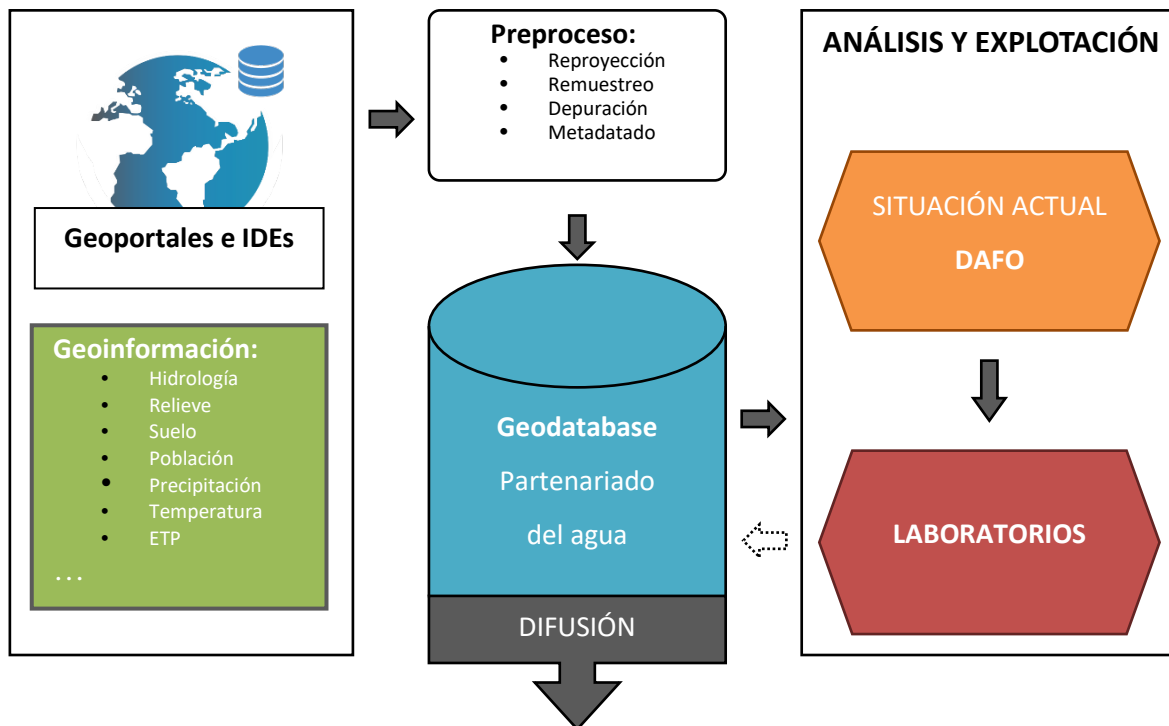 Geoportales e IDEs
Geoinformación:
• Hidrología
• Relieve
• Suelo
• Población
• Precipitación
• Temperatura
• ETP
...
Preproceso:
• Reproyección
• Remuestreo
• Depuración
• Metadatado
Geodatabase
Partenariado
del agua
DIFUSIÓN
ANÁLISIS Y EXPLOTACIÓN
SITUACIÓN ACTUAL
DAFO
LABORATORIOS